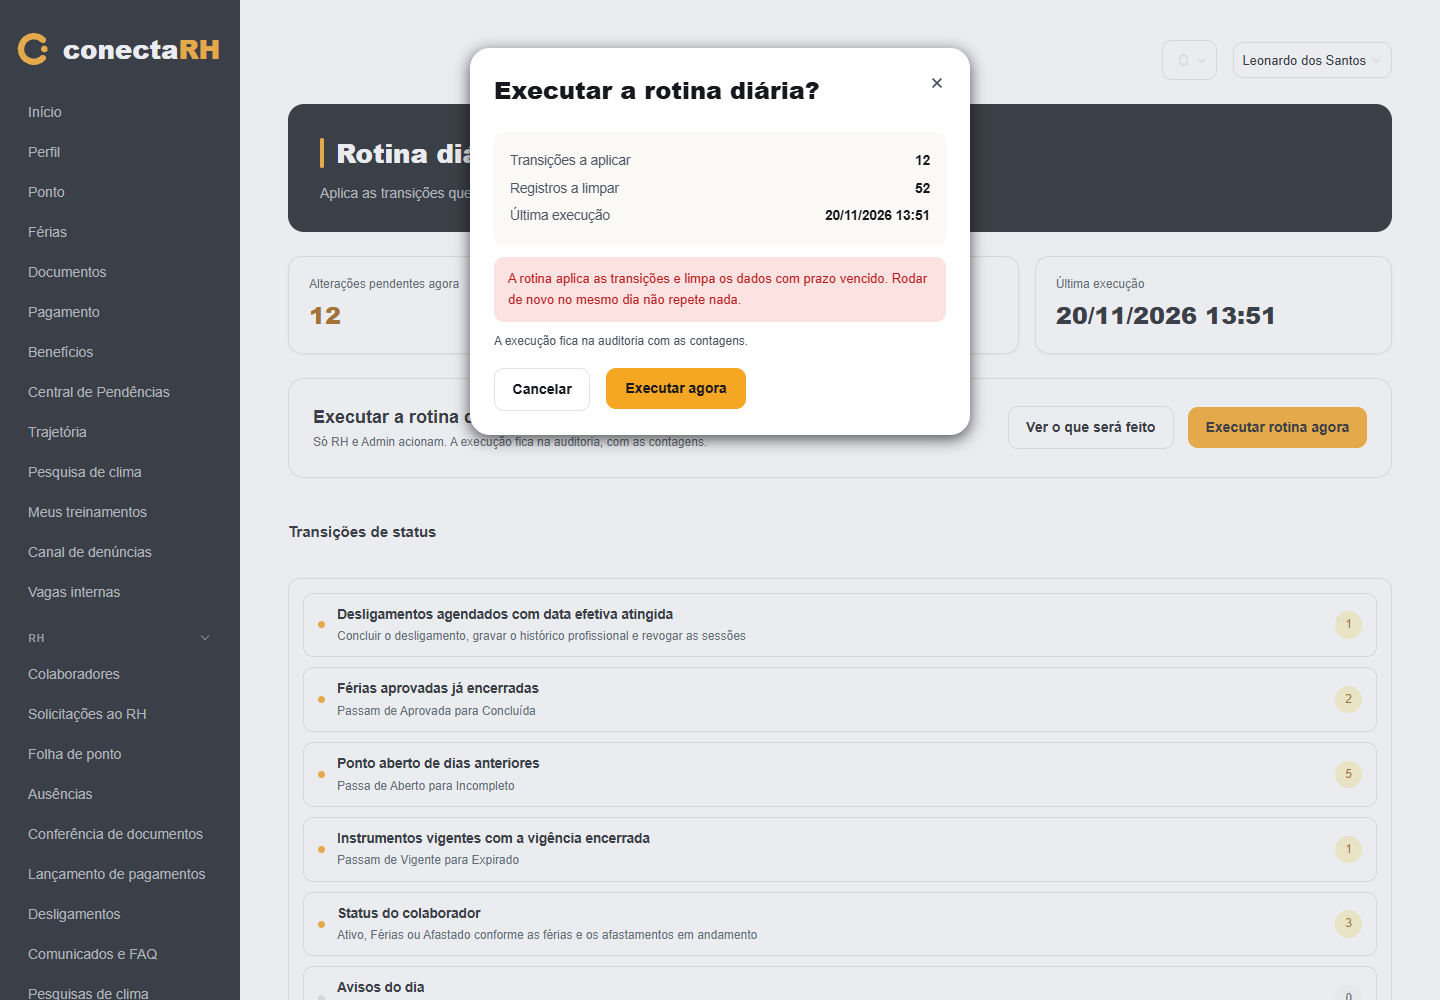 conectaRH
Início
Perfil
Ponto
Férias
Documentos
Pagamento
Benefícios
Central de Pendências
Trajetória
Pesquisa de clima
Meus treinamentos
Canal de denúncias
Vagas internas
RH
Colaboradores
Solicitações ao RH
Folha de ponto
Ausências
Conferência de documentos
Lançamento de pagamentos
Desligamentos
Comunicados e FAQ
Pesquisas de clima
Leonardo dos Santos
Rotina
Aplica as transições que
Alterações pendentes agora
12
Última execução
20/11/2026 13:51
Executar a rotina
Só RH e Admin acionam. A execução fica na auditoria, com as contagens.
Ver o que será feito
Executar rotina agora
Executar a rotina diária?
Transições a aplicar
12
Registros a limpar
52
Última execução
20/11/2026 13:51
A rotina aplica as transições e limpa os dados com prazo vencido. Rodar
de novo no mesmo dia não repete nada.
A execução fica na auditoria com as contagens.
Cancelar
Executar agora
Transições de status
Desligamentos agendados com data efetiva atingida
Concluir o desligamento, gravar o histórico profissional e revogar as sessões
1
Férias aprovadas já encerradas
Passam de Aprovada para Concluída
2
Ponto aberto de dias anteriores
Passa de Aberto para Incompleto
5
Instrumentos vigentes com a vigência encerrada
Passam de Vigente para Expirado
1
Status do colaborador
Ativo, Férias ou Afastado conforme as férias e os afastamentos em andamento
3
Avisos do dia
0